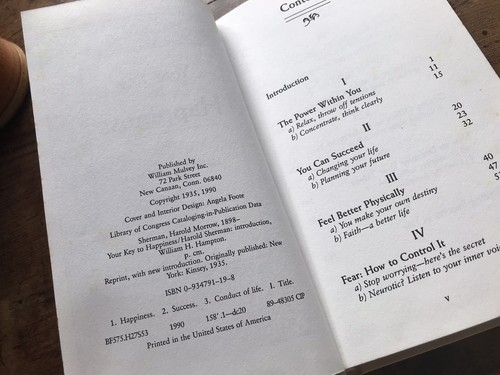 Published by
William Mulvey Inc.
72 Park Street
New Canaan, Conn. 06840
Copyright 1935, 1990
Cover and Interior Design: Angela Foote
Library of Congress Cataloging-in-Publication Data
Sherman, Harold Morrow, 1898–
Your Key to Happiness/Harold Sherman: introduction,
William H. Hampton.
p. cm.
Reprint, with new introduction. Originally published: New
York: Kinsey, 1935.
ISBN 0–934791–19–8
1. Happiness. 2. Success. 3. Conduct of life. I. Title.
BF575.H27S53 1990 158′.1—dc20 89–48305 CIP
Printed in the United States of America
Conte
Introduction 1
I
The Power Within You 11
a) Relax, throw off tensions 15
b) Concentrate, think clearly
II
You Can Succeed 20
a) Changing your life 23
b) Planning your future 32
III
Feel Better Physically 40
a) You make your own destiny 47
b) Faith—a better life 5
IV
Fear: How to Control It
a) Stop worrying—here's the secret
b) Neurotic? Listen to your inner voi
v